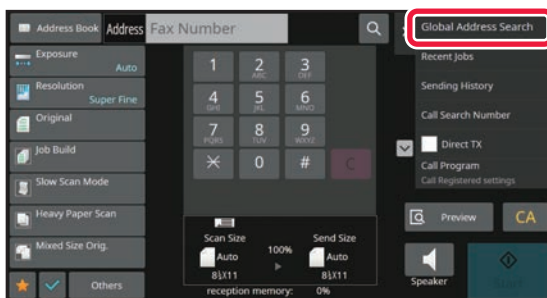 Address Book
Address
Fax Number
Global Address Search
Exposure
Auto
Resolution
Super Fine
Original
Job Build
Slow Scan Mode
Heavy Paper Scan
Mixed Size Orig.
Others
1
2
ABC
3
DEF
4
GHI
5
JKL
6
MNO
7
PQRS
8
TUV
9
WXYZ
0
#
C
Scan Size
100%
Send Size
Auto
Auto
8½X11
8½X11
reception memory: 0%
Recent Jobs
Sending History
Call Search Number
Direct TX
Call Program
Call Registered settings
Preview
CA
Speaker
Start